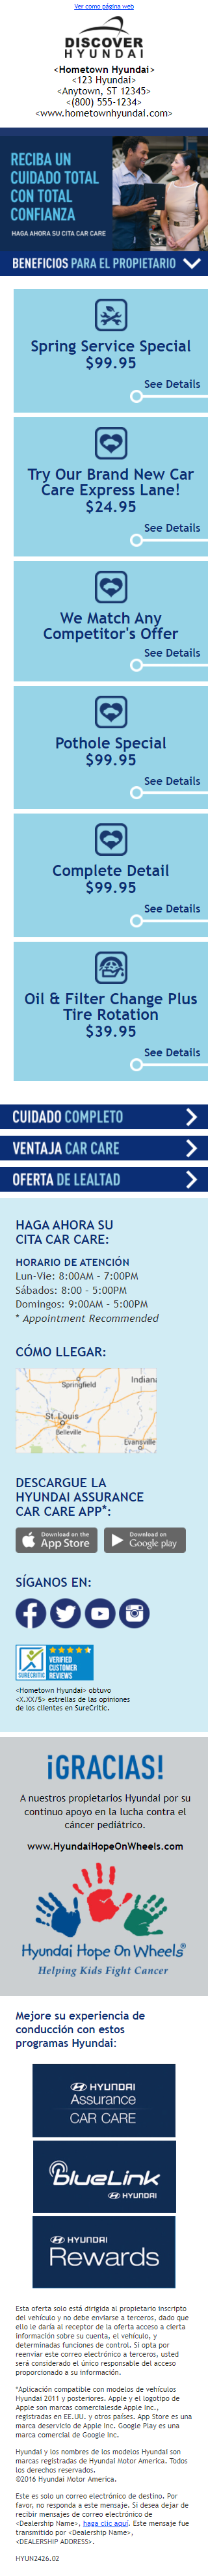 Ver como página web
DISCOVER
HYUNDAI
<Hometown Hyundai>
<123 Hyundai>
<Anytown, ST 12345>
<(800) 555-1234>
<www.hometownhyundai.com>
RECIBA UN
CUIDADO TOTAL
CON TOTAL
CONFIANZA
HAGA AHORA SU CITA CAR CARE
BENEFICIOS PARA EL PROPIETARIO
Spring Service Special
$99.95
See Details
Try Our Brand New Car
Care Express Lane!
$24.95
See Details
We Match Any
Competitor's Offer
See Details
Pothole Special
$99.95
See Details
Complete Detail
$99.95
See Details
Oil & Filter Change Plus
Tire Rotation
$39.95
See Details
CUIDADO COMPLETO
VENTAJA CAR CARE
OFERTA DE LEALTAD
HAGA AHORA SU
CITA CAR CARE:
HORARIO DE ATENCIÓN
Lun-Vie: 8:00AM - 7:00PM
Sábados: 8:00 - 5:00PM
Domingos: 9:00AM - 5:00PM
* Appointment Recommended
CÓMO LLEGAR:
Springfield
Indiana
St. Louis
Belleville
Evansville
DESCARGUE LA
HYUNDAI ASSURANCE
CAR CARE APP*:
Download on the
App Store
Download on
Google play
SÍGANOS EN:
SURECRITIC
VERIFIED
CUSTOMER
REVIEWS
<Hometown Hyundai> obtuvo
<X.XX/5> estrellas de las opiniones
de los clientes en SureCritic.
¡GRACIAS!
A nuestros propietarios Hyundai por su
continuo apoyo en la lucha contra el
cáncer pediátrico.
www.HyundaiHopeOnWheels.com
Hyundai Hope On Wheels®
Helping Kids Fight Cancer
Mejore su experiencia de
conducción con estos
programas Hyundai:
HYUNDAI
Assurance
CAR CARE
BlueLink
HYUNDAI
HYUNDAI
Rewards
Esta oferta solo está dirigida al propietario inscripto
del vehículo y no debe enviarse a terceros, dado que
ello le daría al receptor de la oferta acceso a cierta
información sobre su cuenta, el vehículo, y
determinadas funciones de control. Si opta por
reenviar este correo electrónico a terceros, usted
será considerado el único responsable del acceso
proporcionado a su información.
*Aplicación compatible con modelos de vehículos
Hyundai 2011 y posteriores. Apple y el logotipo de
Apple son marcas comercialesde Apple Inc.,
registradas en EE.UU. y otros países. App Store es una
marca deservicio de Apple Inc. Google Play es una
marca comercial de Google Inc.
Hyundai y los nombres de los modelos Hyundai son
marcas registradas de Hyundai Motor America. Todos
los derechos reservados.
©2016 Hyundai Motor America.
Este es solo un correo electrónico de destino. Por
favor, no responda a este mensaje. Si desea dejar de
recibir mensajes de correo electrónico de
<Dealership Name>, haga clic aquí. Este mensaje fue
transmitido por <Dealership Name>,
<DEALERSHIP ADDRESS>.
HYUN2426.02